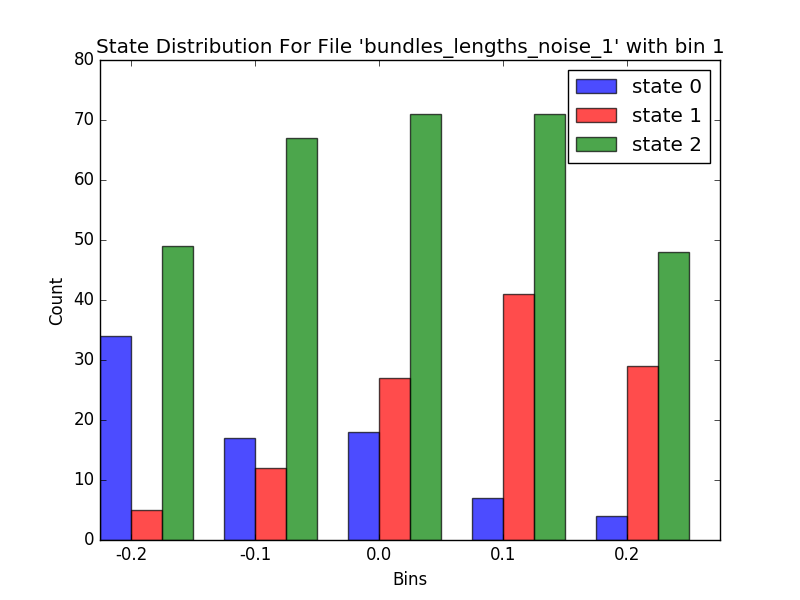 State Distribution For File 'bundles_lengths_noise_1' with bin 1
80
70
60
50
40
30
20
10
0
Count
state 0
state 1
state 2
-0.2 -0.1 0.0 0.1 0.2
Bins